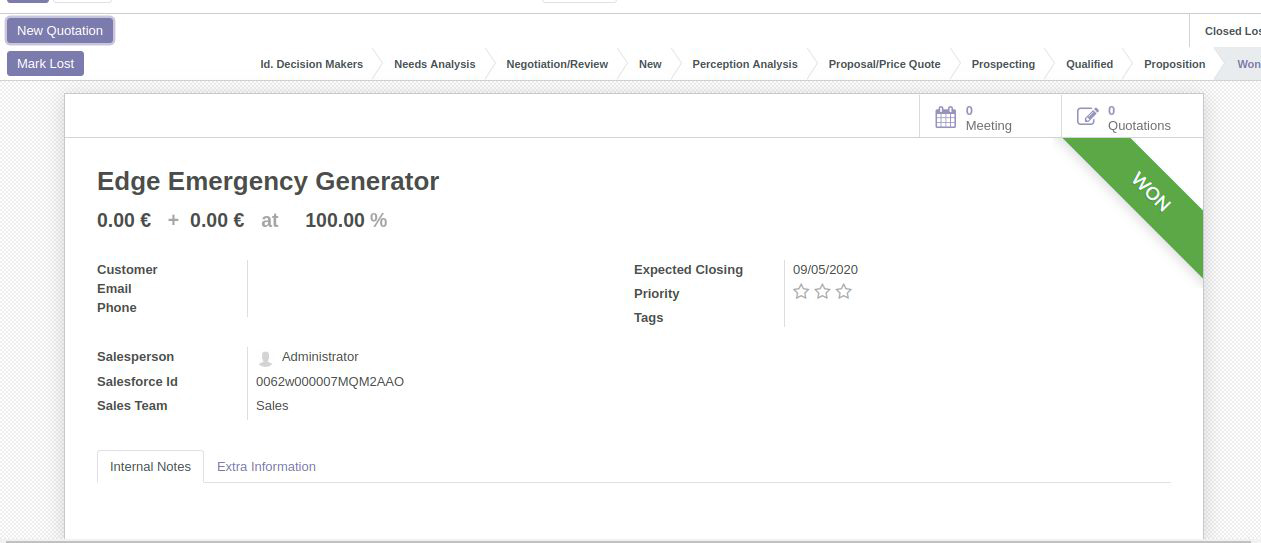 New Quotation
Closed Los
Mark Lost
Id. Decision Makers
Needs Analysis
Negotiation/Review
New
Perception Analysis
Proposal/Price Quote
Prospecting
Qualified
Proposition
Won
0
Meeting
0
Quotations
WON
Edge Emergency Generator
0.00 € + 0.00 € at 100.00 %
Customer
Email
Phone
Expected Closing 09/05/2020
Priority
Tags
Salesperson Administrator
Salesforce Id 0062w000007MQM2AAO
Sales Team Sales
Internal Notes
Extra Information